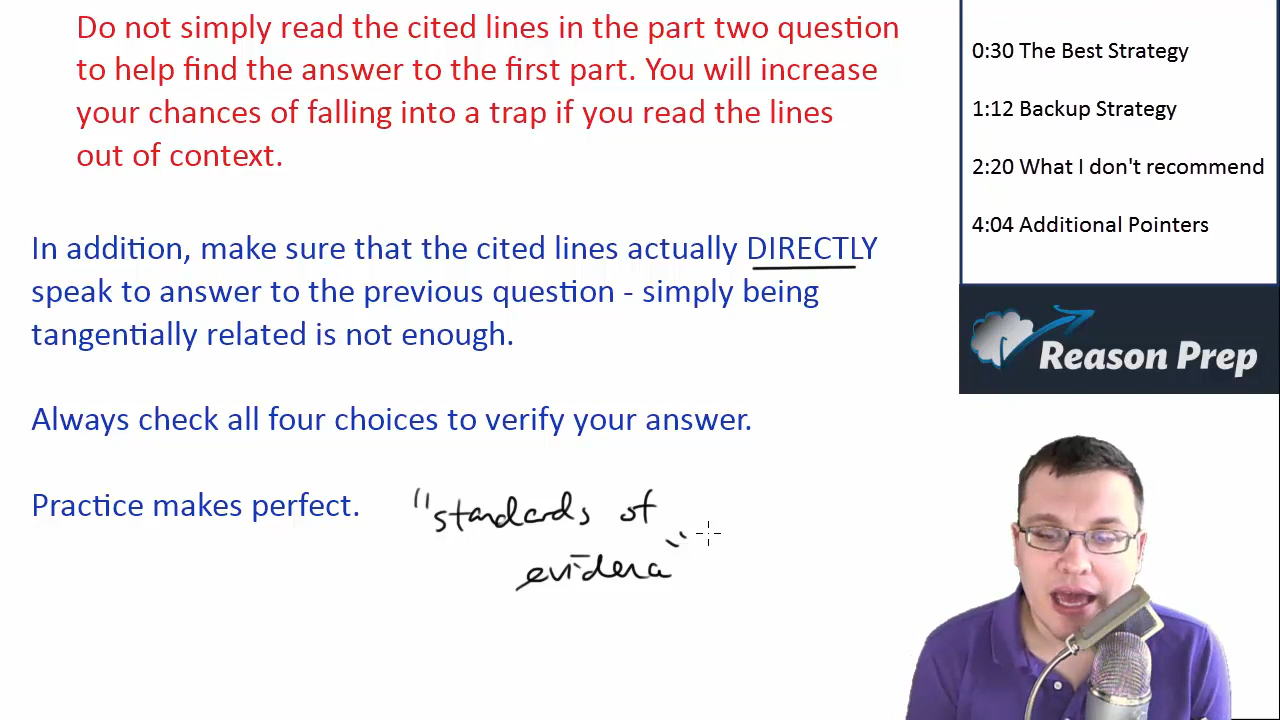 Do not simply read the cited lines in the part two question
to help find the answer to the first part. You will increase
your chances of falling into a trap if you read the lines
out of context.
In addition, make sure that the cited lines actually DIRECTLY
speak to answer to the previous question - simply being
tangentially related is not enough.
Always check all four choices to verify your answer.
Practice makes perfect.
"standards of
evidence"
0:30 The Best Strategy
1:12 Backup Strategy
2:20 What I don't recommend
4:04 Additional Pointers
Reason Prep